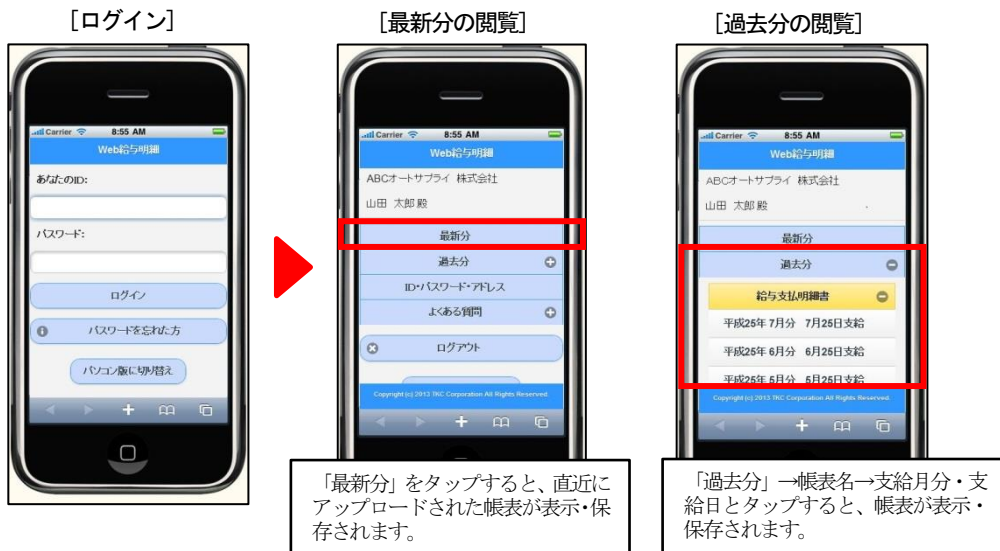 [ログイン]
Carrier 8:55 AM
Web給与明細
あなたのID:
パスワード:
ログイン
パスワードを忘れた方
パソコン版に切り替え
[最新分の閲覧]
Carrier 8:55 AM
Web給与明細
ABCオートサプライ 株式会社
山田 太郎 殿
最新分
過去分
ID・パスワード・アドレス
よくある質問
ログアウト
Copyright (c) 2013 TKC Corporation All Rights Reserved.
「最新分」をタップすると、直近に
アップロードされた帳表が表示・保
存されます。
[過去分の閲覧]
Carrier 8:55 AM
Web給与明細
ABCオートサプライ 株式会社
山田 太郎 殿
最新分
過去分
給与支払明細書
平成25年 7月分 7月25日支給
平成25年 6月分 6月25日支給
平成25年 5月分 5月25日支給
Copyright (c) 2013 TKC Corporation All Rights Reserved.
「過去分」→帳表名→支給月分・支
給日とタップすると、帳表が表示・
保存されます。